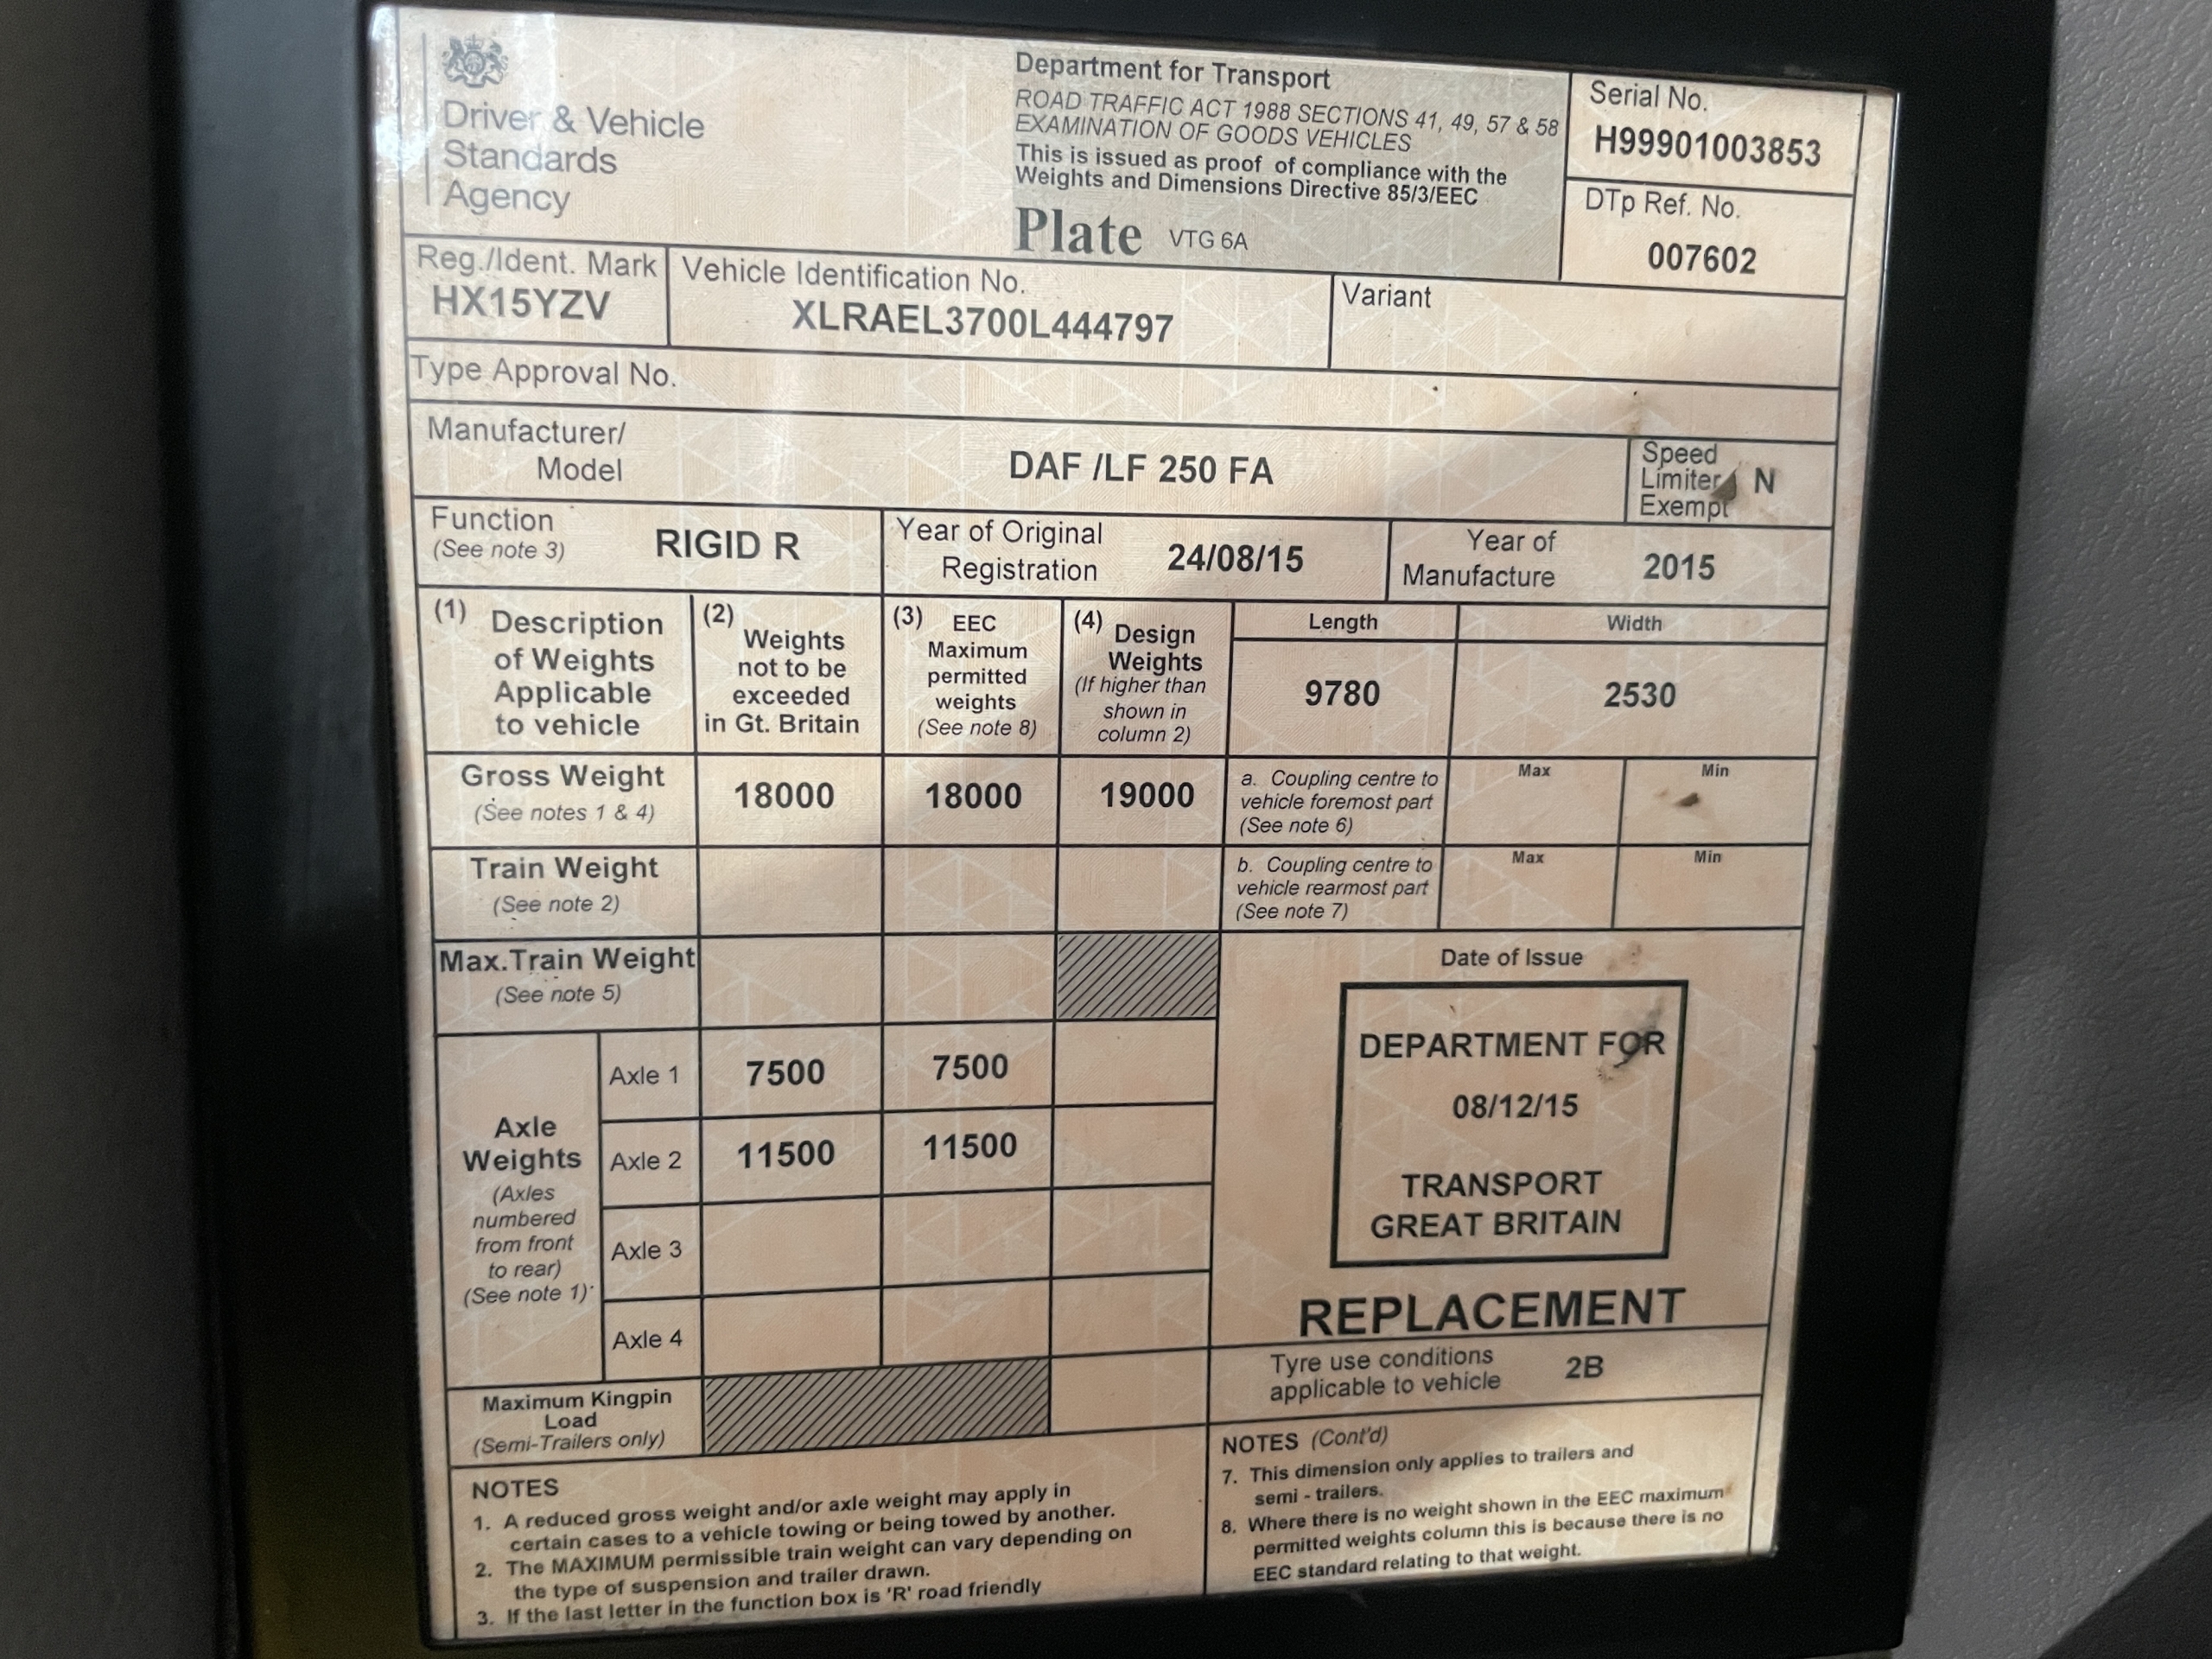 Driver & Vehicle
Standards
Agency
Department for Transport
ROAD TRAFFIC ACT 1988 SECTIONS 41, 49, 57 & 58
EXAMINATION OF GOODS VEHICLES
This is issued as proof of compliance with the
Weights and Dimensions Directive 85/3/EEC
Plate VTG 6A
Serial No.
H99901003853
DTp Ref. No.
007602
Reg./Ident. Mark
HX15YZV
Vehicle Identification No.
XLRAEL3700L444797
Variant
Type Approval No.
Manufacturer/
Model
DAF /LF 250 FA
Speed
Limiter
Exempt
N
Function
(See note 3)
RIGID R
Year of Original
Registration
24/08/15
Year of
Manufacture
2015
(1) Description
of Weights
Applicable
to vehicle
(2) Weights
not to be
exceeded
in Gt. Britain
(3) EEC
Maximum
permitted
weights
(See note 8)
(4) Design
Weights
(If higher than
shown in
column 2)
Length
9780
Width
2530
Gross Weight
(See notes 1 & 4)
18000
18000
19000
a. Coupling centre to
vehicle foremost part
(See note 6)
Max
Min
Train Weight
(See note 2)
b. Coupling centre to
vehicle rearmost part
(See note 7)
Max
Min
Max.Train Weight
(See note 5)
Axle
Weights
(Axles
numbered
from front
to rear)
(See note 1)
Axle 1
7500
7500
Axle 2
11500
11500
Axle 3
Axle 4
Maximum Kingpin
Load
(Semi-Trailers only)
Date of Issue
DEPARTMENT FOR
08/12/15
TRANSPORT
GREAT BRITAIN
REPLACEMENT
Tyre use conditions
applicable to vehicle
2B
NOTES
1. A reduced gross weight and/or axle weight may apply in
certain cases to a vehicle towing or being towed by another.
2. The MAXIMUM permissible train weight can vary depending on
the type of suspension and trailer drawn.
3. If the last letter in the function box is 'R' road friendly
NOTES (Cont'd)
7. This dimension only applies to trailers and
semi - trailers.
8. Where there is no weight shown in the EEC maximum
permitted weights column this is because there is no
EEC standard relating to that weight.